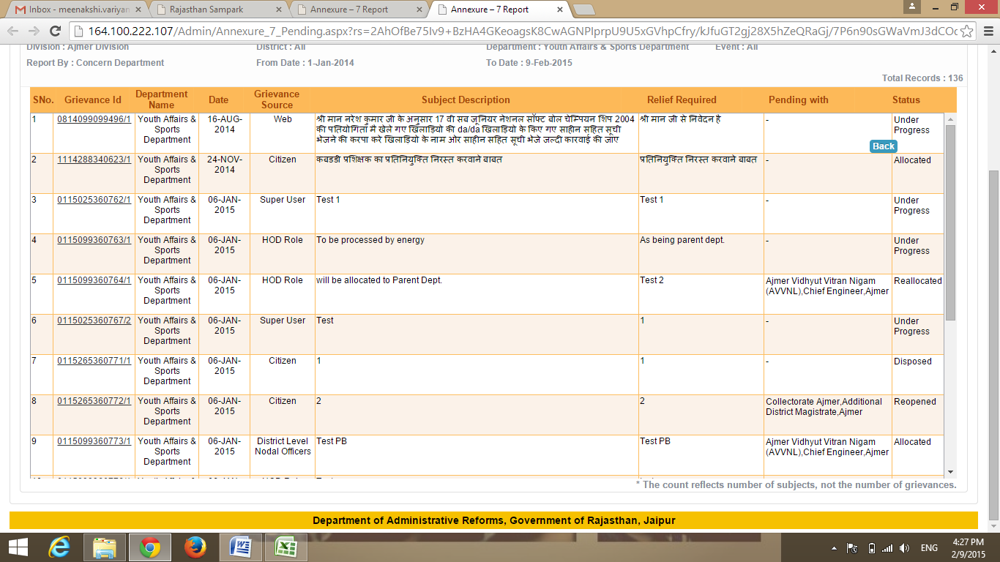 Inbox - meenakshi.variyan
Rajasthan Sampark
Annexure – 7 Report
Annexure – 7 Report
164.100.222.107/Admin/Annexure_7_Pending.aspx?rs=2AhOfBe75Iv9+BzHA4GKeoagsK8CwAGNPIprpU9U5xGVhpCfry/kJfuGT2gj28X5hZeQRaGj/7P6n90sGWaVmJ3dCOc
Division : Ajmer Division District : All Department : Youth Affairs & Sports Department Event : All
Report By : Concern Department From Date : 1-Jan-2014 To Date : 9-Feb-2015
Total Records : 136
SNo. Grievance Id Department Name Date Grievance Source Subject Description Relief Required Pending with Status
1 0814099099496/1 Youth Affairs & 16-AUG- Web श्री मान नरेश कुमार जी के अनुसार 17 वी सब जूनियर नेशनल सॉफ्ट बोल चेम्पियन शिप 2004 श्री मान जी से निवेदन है - Under
Sports 2014 की पतियोगिता मै खेले गए खिलाड़ियो की da/da खिलाड़ियो के किए गए साहीन सहित सूची Progress
Department भेजने की करपा करे खिलाड़ियो के नाम ओर साहीन सहित सूची भेजे जल्दी कारवाई की जाए
Back
2 1114288340623/1 Youth Affairs & 24-NOV- Citizen कबडडी प्रशिक्षक का प्रतिनियुक्ति निरस्त करवाने बाबत प्रतिनियुक्ति निरस्त करवाने बाबत - Allocated
Sports 2014
Department
3 0115025360762/1 Youth Affairs & 06-JAN- Super User Test 1 Test 1 - Under
Sports 2015 Progress
Department
4 0115099360763/1 Youth Affairs & 06-JAN- HOD Role To be processed by energy As being parent dept. - Under
Sports 2015 Progress
Department
5 0115099360764/1 Youth Affairs & 06-JAN- HOD Role will be allocated to Parent Dept. Test 2 Ajmer Vidhyut Vitran Nigam Reallocated
Sports 2015 (AVVNL),Chief Engineer,Ajmer
Department
6 0115025360767/2 Youth Affairs & 06-JAN- Super User Test 1 - Under
Sports 2015 Progress
Department
7 0115265360771/1 Youth Affairs & 06-JAN- Citizen 1 1 - Disposed
Sports 2015
Department
8 0115265360772/1 Youth Affairs & 06-JAN- Citizen 2 2 Collectorate Ajmer,Additional Reopened
Sports 2015 District Magistrate,Ajmer
Department
9 0115099360773/1 Youth Affairs & 06-JAN- District Level Test PB Test PB Ajmer Vidhyut Vitran Nigam Allocated
Sports 2015 Nodal Officers (AVVNL),Chief Engineer,Ajmer
Department
* The count reflects number of subjects, not the number of grievances.
Department of Administrative Reforms, Government of Rajasthan, Jaipur
ENG
4:27 PM
2/9/2015